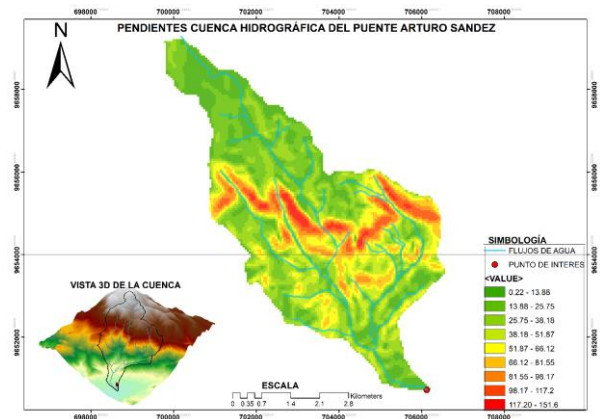 698000 700000 702000 704000 706000 708000
PENDIENTES CUENCA HIDROGRÁFICA DEL PUENTE ARTURO SANDEZ
N
9658000
9656000
9654000
9652000
SIMBOLOGÍA
FLUJOS DE AGUA
PUNTO DE INTERES
<VALUE>
0.22 - 13.88
13.88 - 25.75
25.75 - 38.18
38.18 - 51.87
51.87 - 66.12
66.12 - 81.55
81.55 - 98.17
98.17 - 117.2
117.20 - 151.6
VISTA 3D DE LA CUENCA
ESCALA
Kilometers
0 0.35 0.7 1.4 2.1 2.8
698000 700000 702000 704000 706000 708000